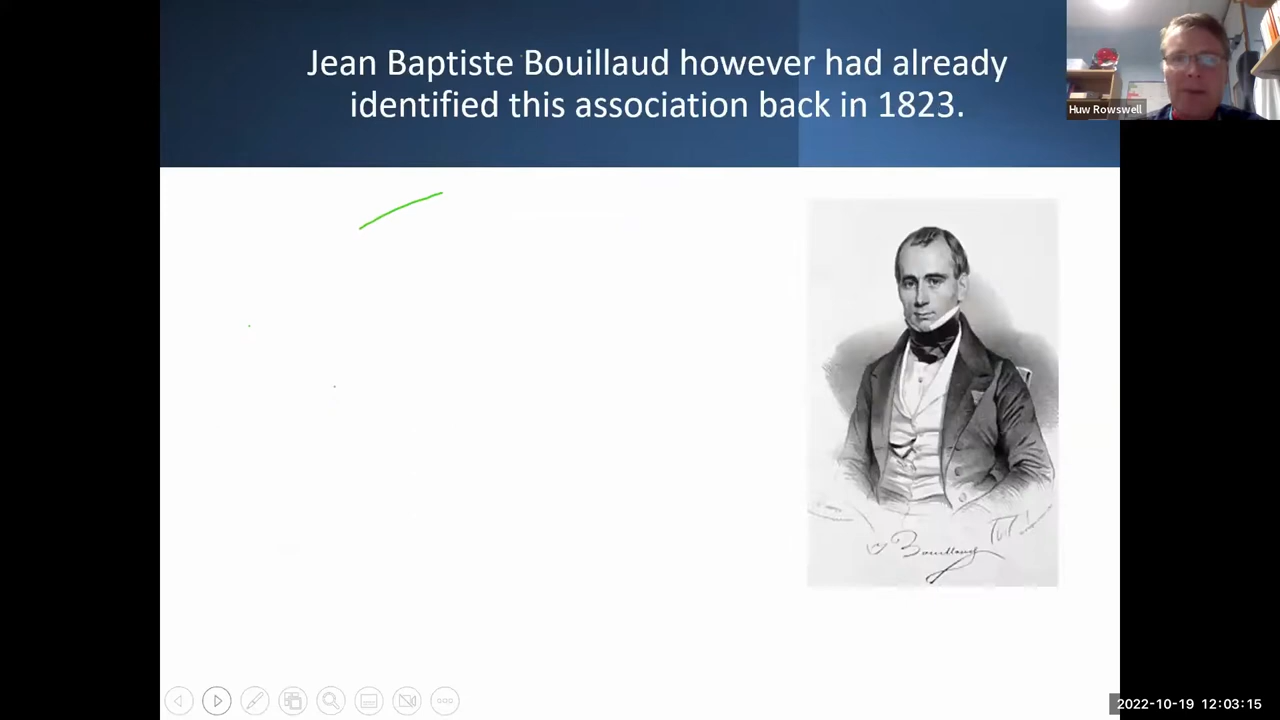 Jean Baptiste Bouillaud however had already
identified this association back in 1823.
Huw Rowswell
Bouillaud
2022-10-19 12:03:15